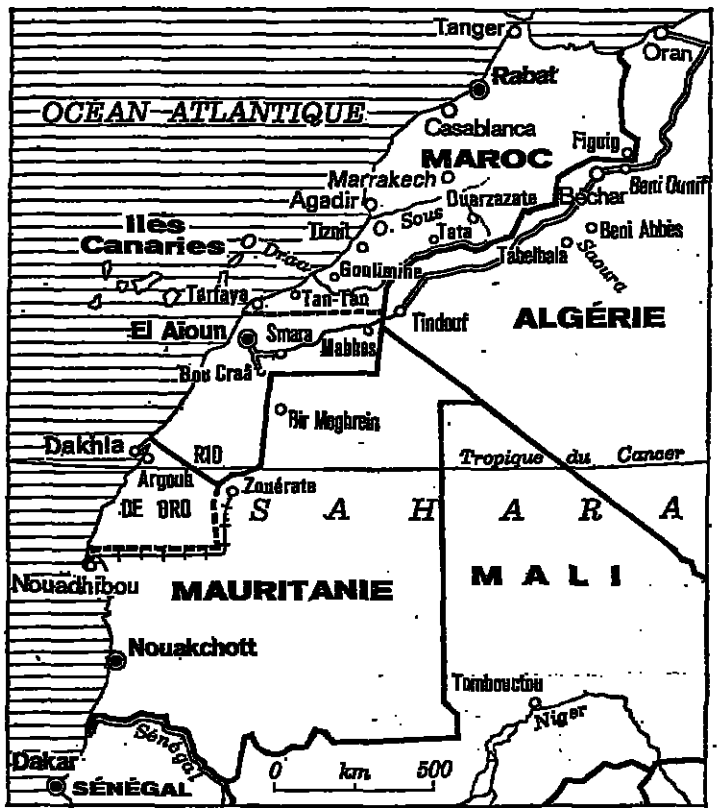 Tanger
Oran
Rabat
OCÉAN ATLANTIQUE
Casablanca
Figuig
MAROC
Marrakech
Beni Ounif
Ouarzazate
Béchar
Agadir
Sous
Iles
Canaries
Tiznit
Tata
Beni Abbès
Draa
Tabelbala
Saoura
Goulimine
Tarfaya
Tan-Tan
Tindouf
ALGÉRIE
El Aïoun
Smara
Mahbes
Bou Craâ
Bir Moghrein
Dakhla
RIO
Tropique du Cancer
Argoub
Zouérate
DE ORO
SAHARA
Nouadhibou
MAURITANIE
MALI
Nouakchott
Tombouctou
Niger
Sénégal
Dakar
SÉNÉGAL
0 km 500